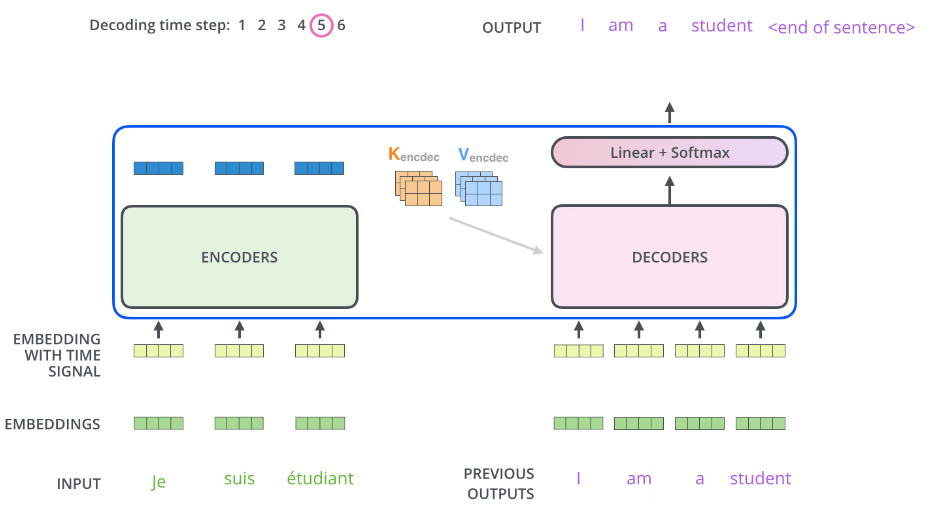 Decoding time step: 1 2 3 4 5 6
OUTPUT I am a student <end of sentence>
Kencdec Vencdec
Linear + Softmax
ENCODERS
DECODERS
EMBEDDING
WITH TIME
SIGNAL
EMBEDDINGS
INPUT Je suis étudiant
PREVIOUS
OUTPUTS
I am a student